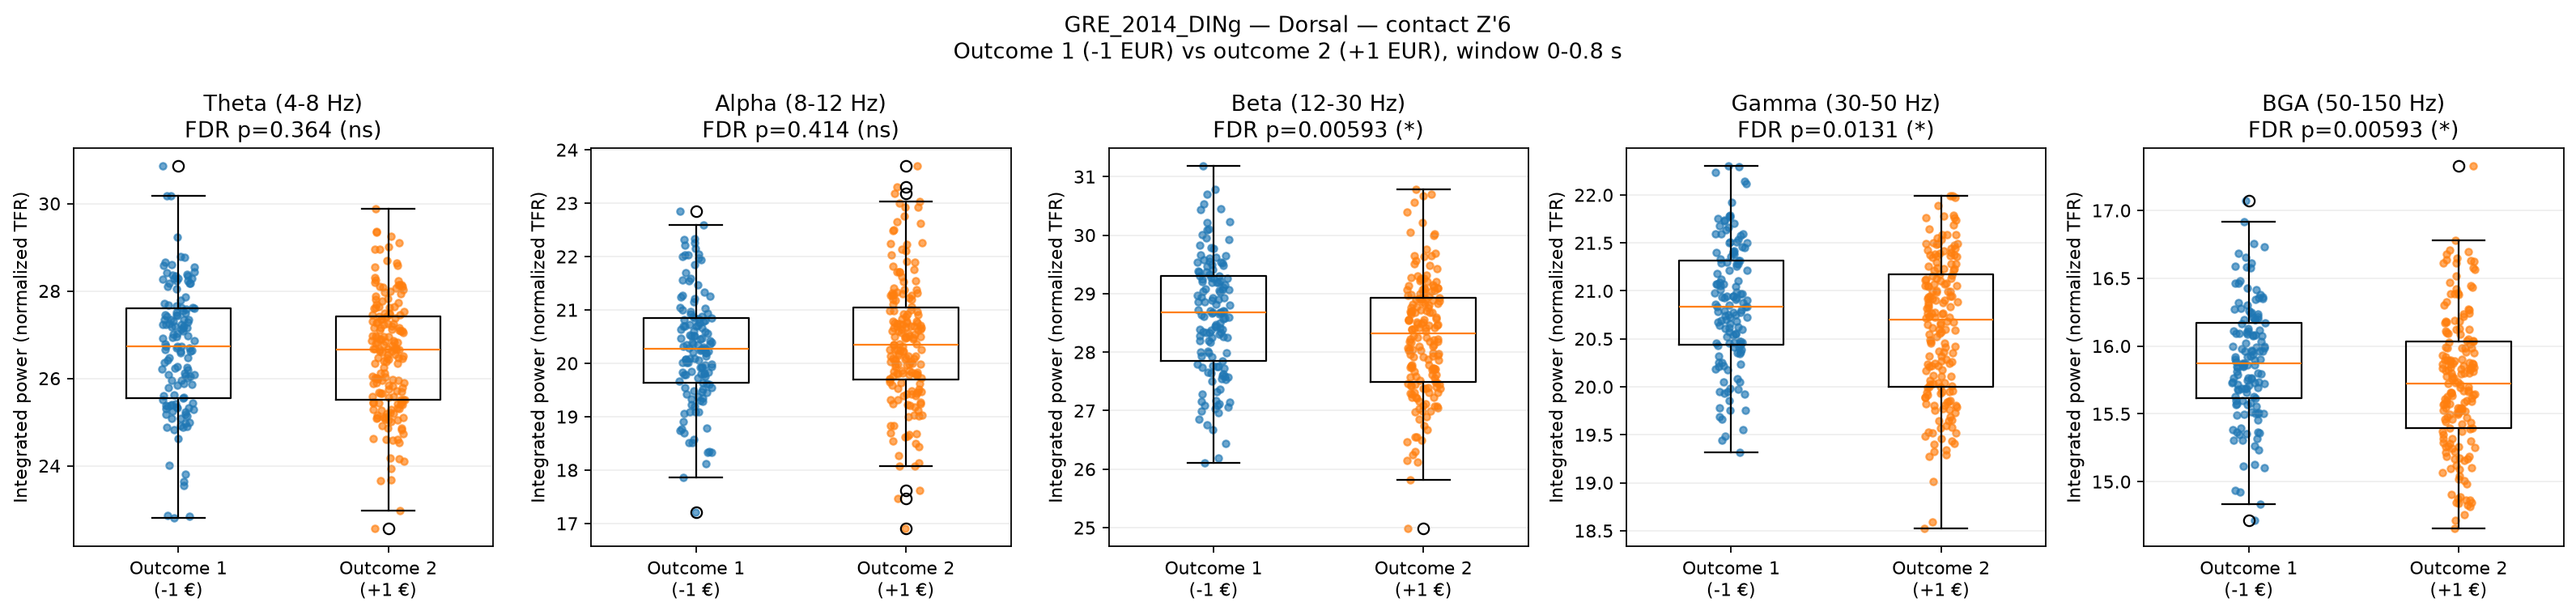 GRE_2014_DINg — Dorsal — contact Z'6
Outcome 1 (-1 EUR) vs outcome 2 (+1 EUR), window 0-0.8 s
Theta (4-8 Hz)
FDR p=0.364 (ns)
Integrated power (normalized TFR)
30
28
26
24
Outcome 1
(-1 €)
Outcome 2
(+1 €)
Alpha (8-12 Hz)
FDR p=0.414 (ns)
Integrated power (normalized TFR)
24
23
22
21
20
19
18
17
Outcome 1
(-1 €)
Outcome 2
(+1 €)
Beta (12-30 Hz)
FDR p=0.00593 (*)
Integrated power (normalized TFR)
31
30
29
28
27
26
25
Outcome 1
(-1 €)
Outcome 2
(+1 €)
Gamma (30-50 Hz)
FDR p=0.0131 (*)
Integrated power (normalized TFR)
22.0
21.5
21.0
20.5
20.0
19.5
19.0
18.5
Outcome 1
(-1 €)
Outcome 2
(+1 €)
BGA (50-150 Hz)
FDR p=0.00593 (*)
Integrated power (normalized TFR)
17.0
16.5
16.0
15.5
15.0
Outcome 1
(-1 €)
Outcome 2
(+1 €)